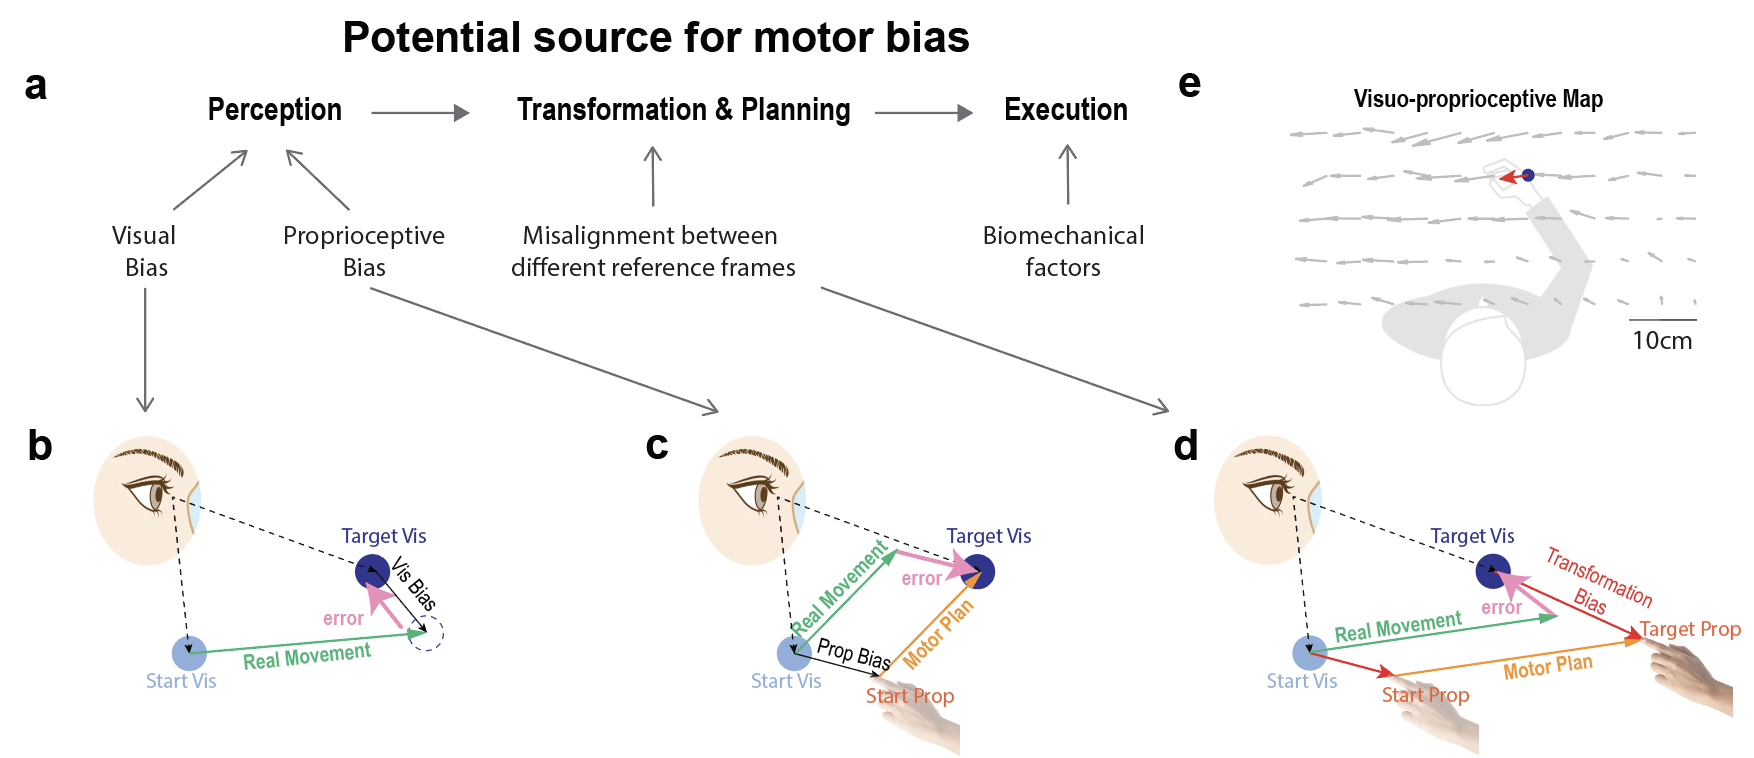 Potential source for motor bias
a
Perception
Transformation & Planning
Execution
Visual
Bias
Proprioceptive
Bias
Misalignment between
different reference frames
Biomechanical
factors
e
Visuo-proprioceptive Map
10cm
b
Target Vis
Vis Bias
error
Real Movement
Start Vis
c
Target Vis
Real Movement
error
Prop Bias
Motor Plan
Start Vis
Start Prop
d
Target Vis
Transformation
Bias
error
Real Movement
Target Prop
Motor Plan
Start Vis
Start Prop